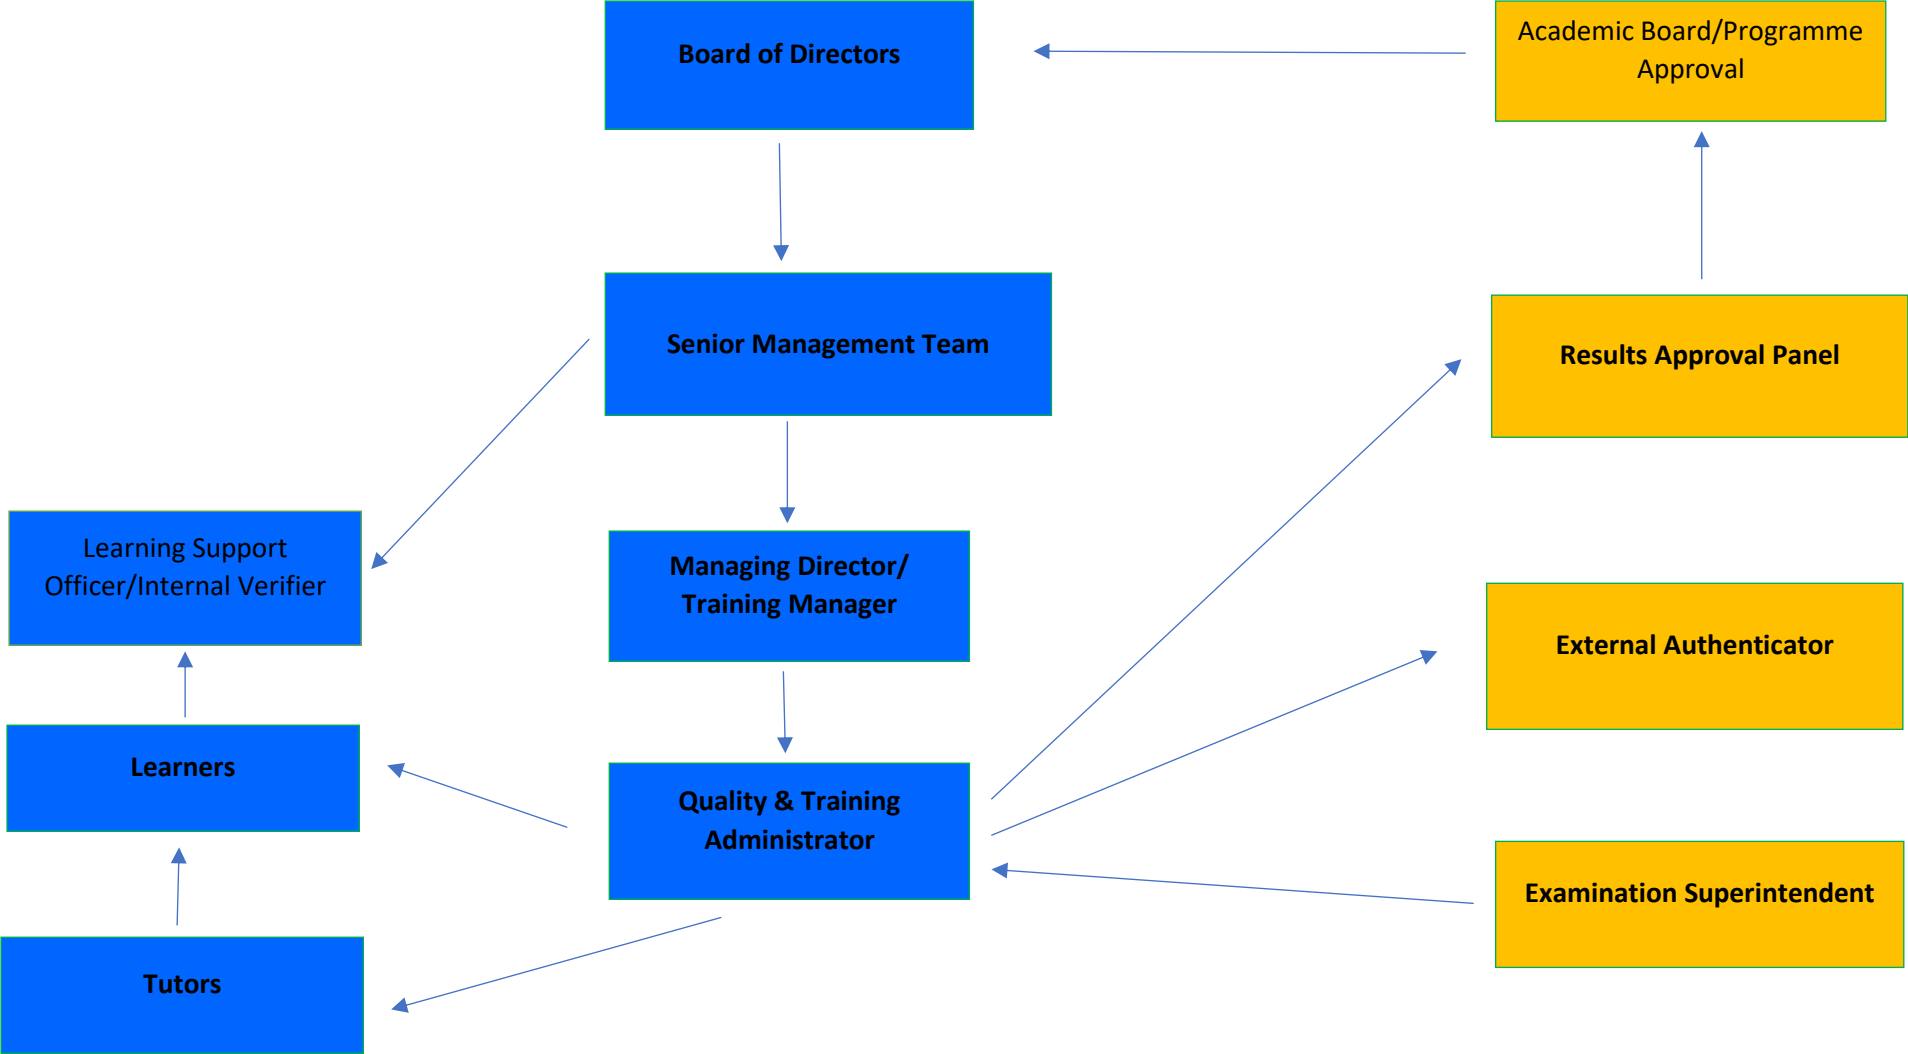 Board of Directors
Academic Board/Programme
Approval
Senior Management Team
Results Approval Panel
Learning Support
Officer/Internal Verifier
Managing Director/
Training Manager
External Authenticator
Learners
Quality & Training
Administrator
Examination Superintendent
Tutors